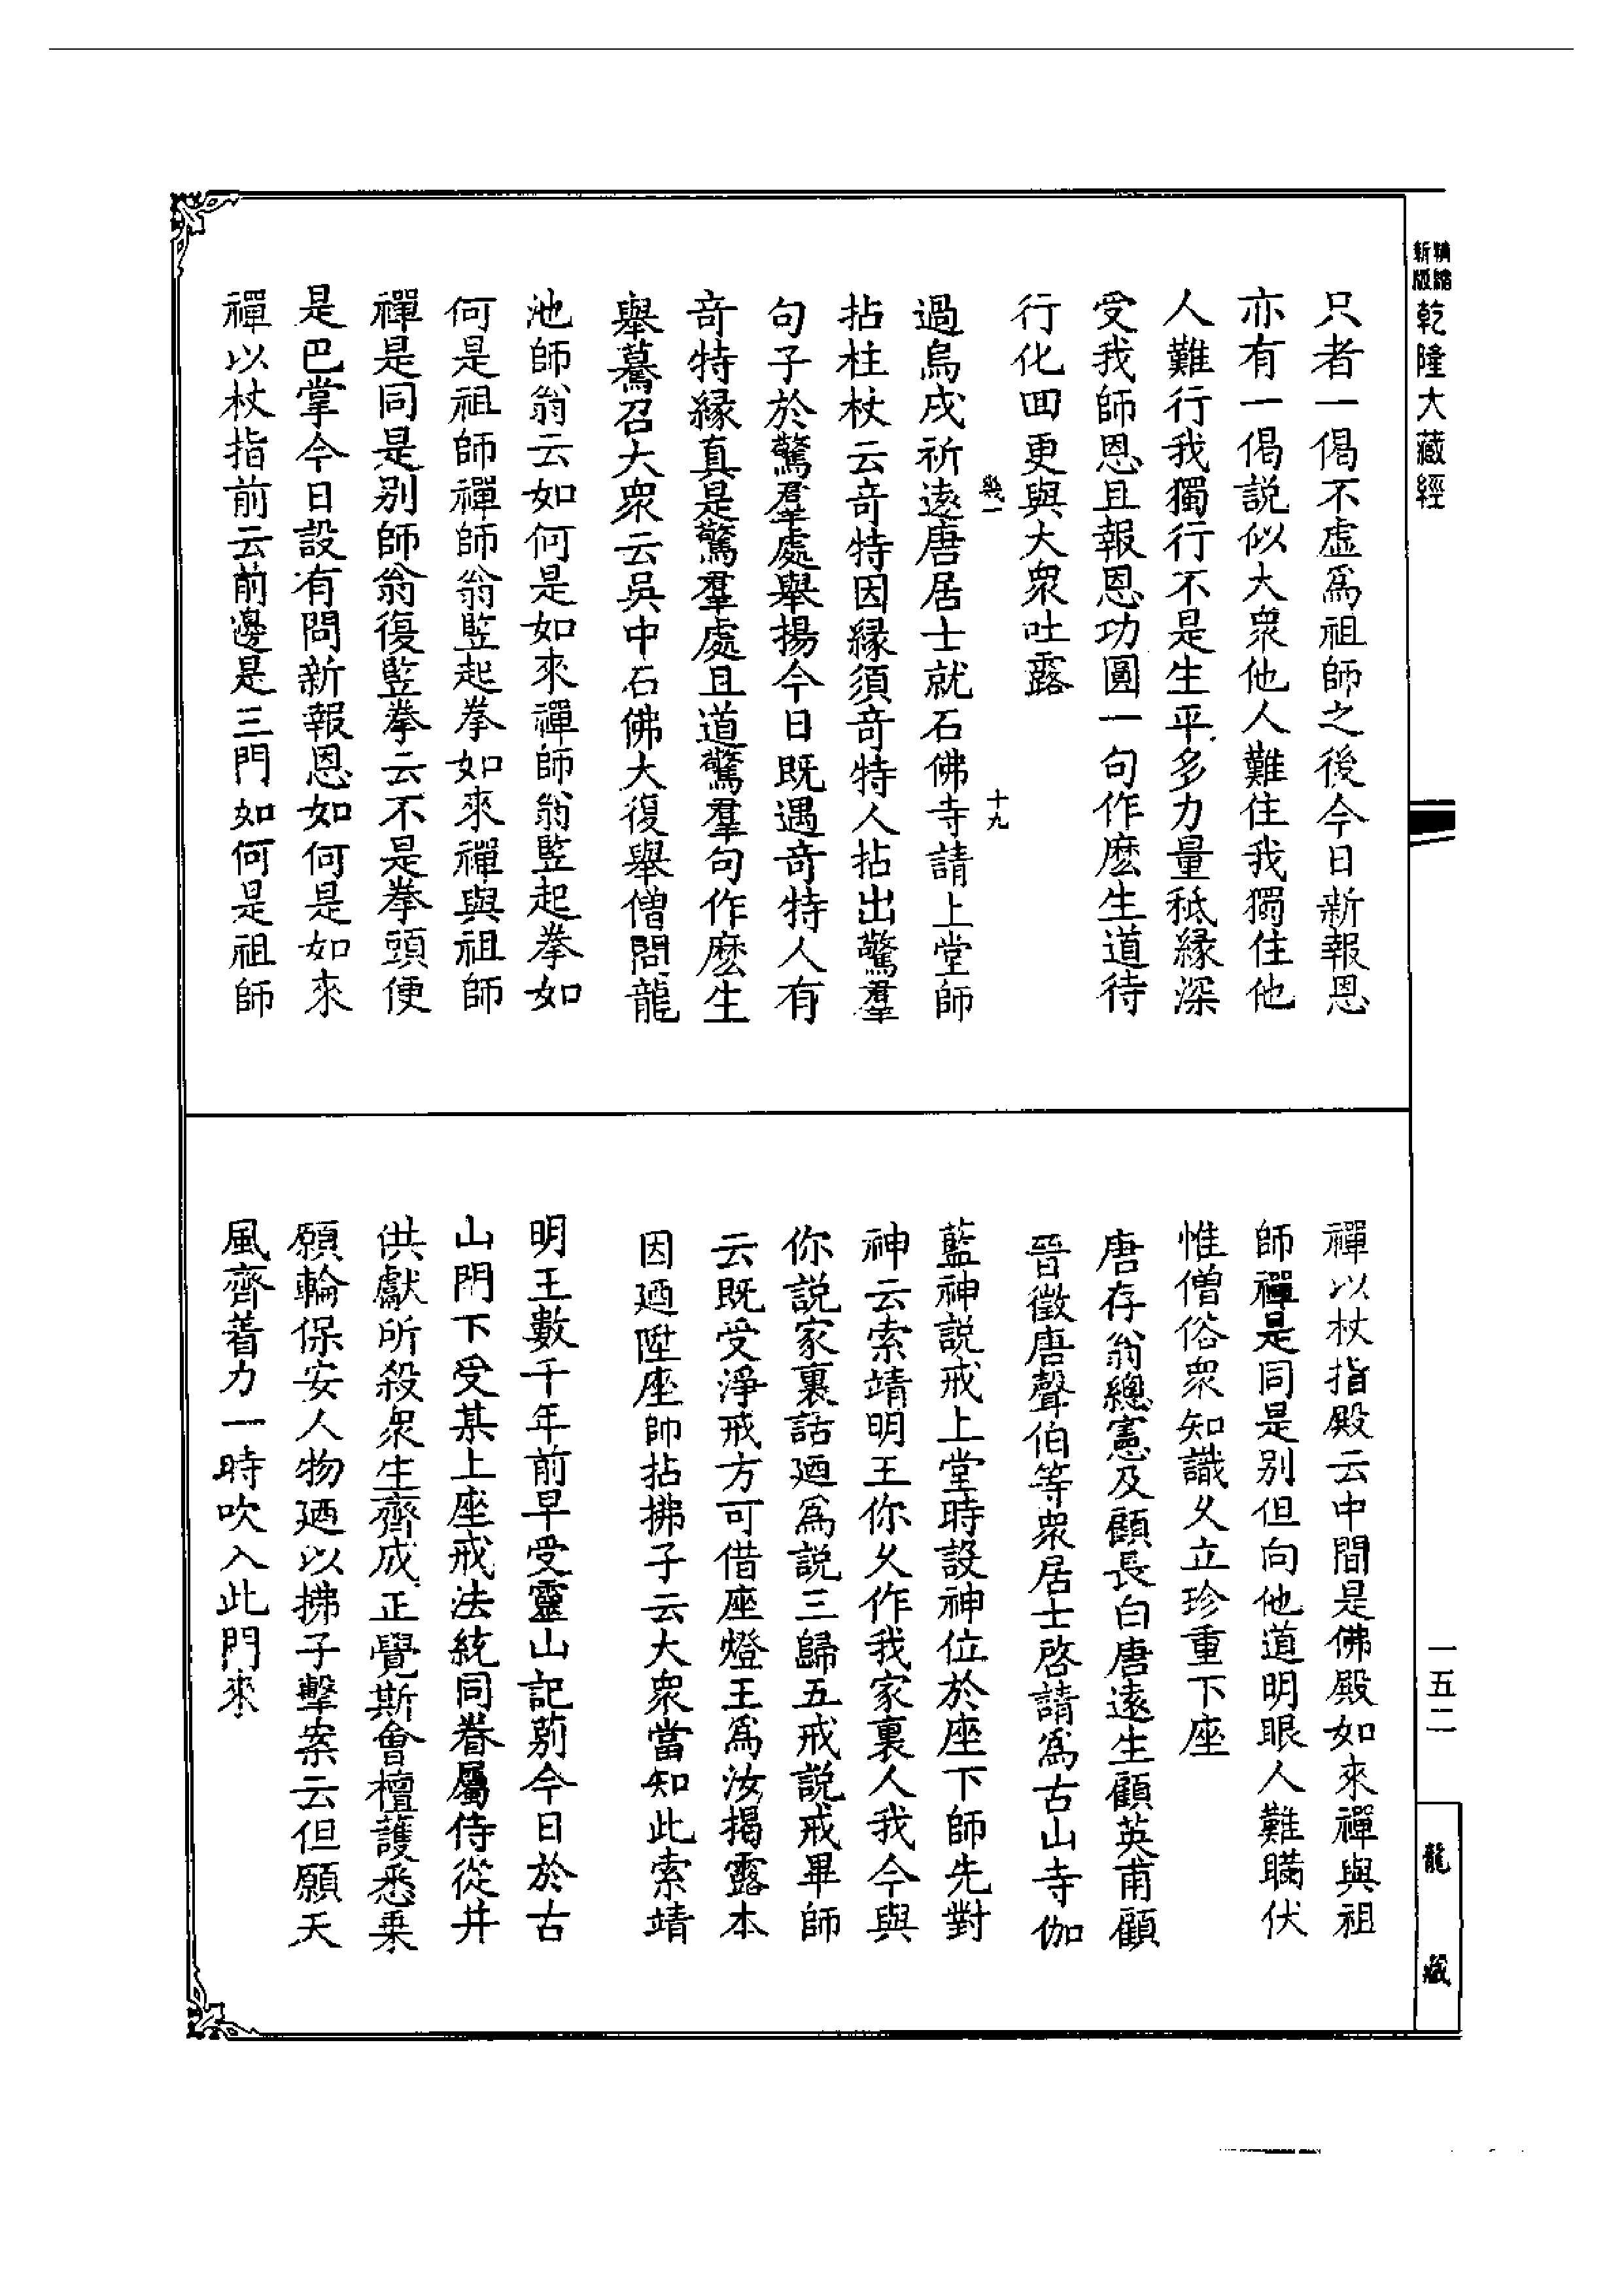 精縮
新版
乾隆大藏經
只者一偈不虛為祖師之後今日新報恩
亦有一偈説似大衆他人難住我獨住他
人難行我獨行不是生平多力量秪緣深
受我師恩且報恩功圓一句作麽生道待
行化回更與大衆吐露
幾一
十九
過烏戍祈遠唐居士就石佛寺請上堂師
拈柱杖云奇特因緣須奇特人拈出驚羣
句子於驚羣處舉揚今日既遇奇特人有
奇特緣真是驚羣處且道驚羣句作麽生
舉驀召大衆云吳中石佛大復舉僧問龍
池師翁云如何是如來禪師翁竪起拳如
何是祖師禪師翁竪起拳如來禪與祖師
禪是同是别師翁復竪拳云不是拳頭便
是巴掌今日設有問新報恩如何是如來
禪以杖指前云前邊是三門如何是祖師
禪以杖指殿云中間是佛殿如來禪與祖
師禪是同是别但向他道明眼人難瞞伏
惟僧俗衆知識久立珍重下座
唐存翁總憲及顧長白唐遠生顧英甫顧
晉徵唐聲伯等衆居士啓請為古山寺伽
藍神説戒上堂時設神位於座下師先對
神云索靖明王你久作我家裏人我今與
你説家裏話廼為説三歸五戒説戒畢師
云既受淨戒方可借座燈王為汝揭露本
因廼陞座師拈拂子云大衆當知此索靖
明王數千年前早受靈山記莂今日於古
山門下受某上座戒法統同眷屬侍從并
供獻所殺衆生齊成正覺斯會檀護悉乗
願輪保安人物廼以拂子擊案云但願天
風齊着力一時吹入此門來
一五二
龍
藏